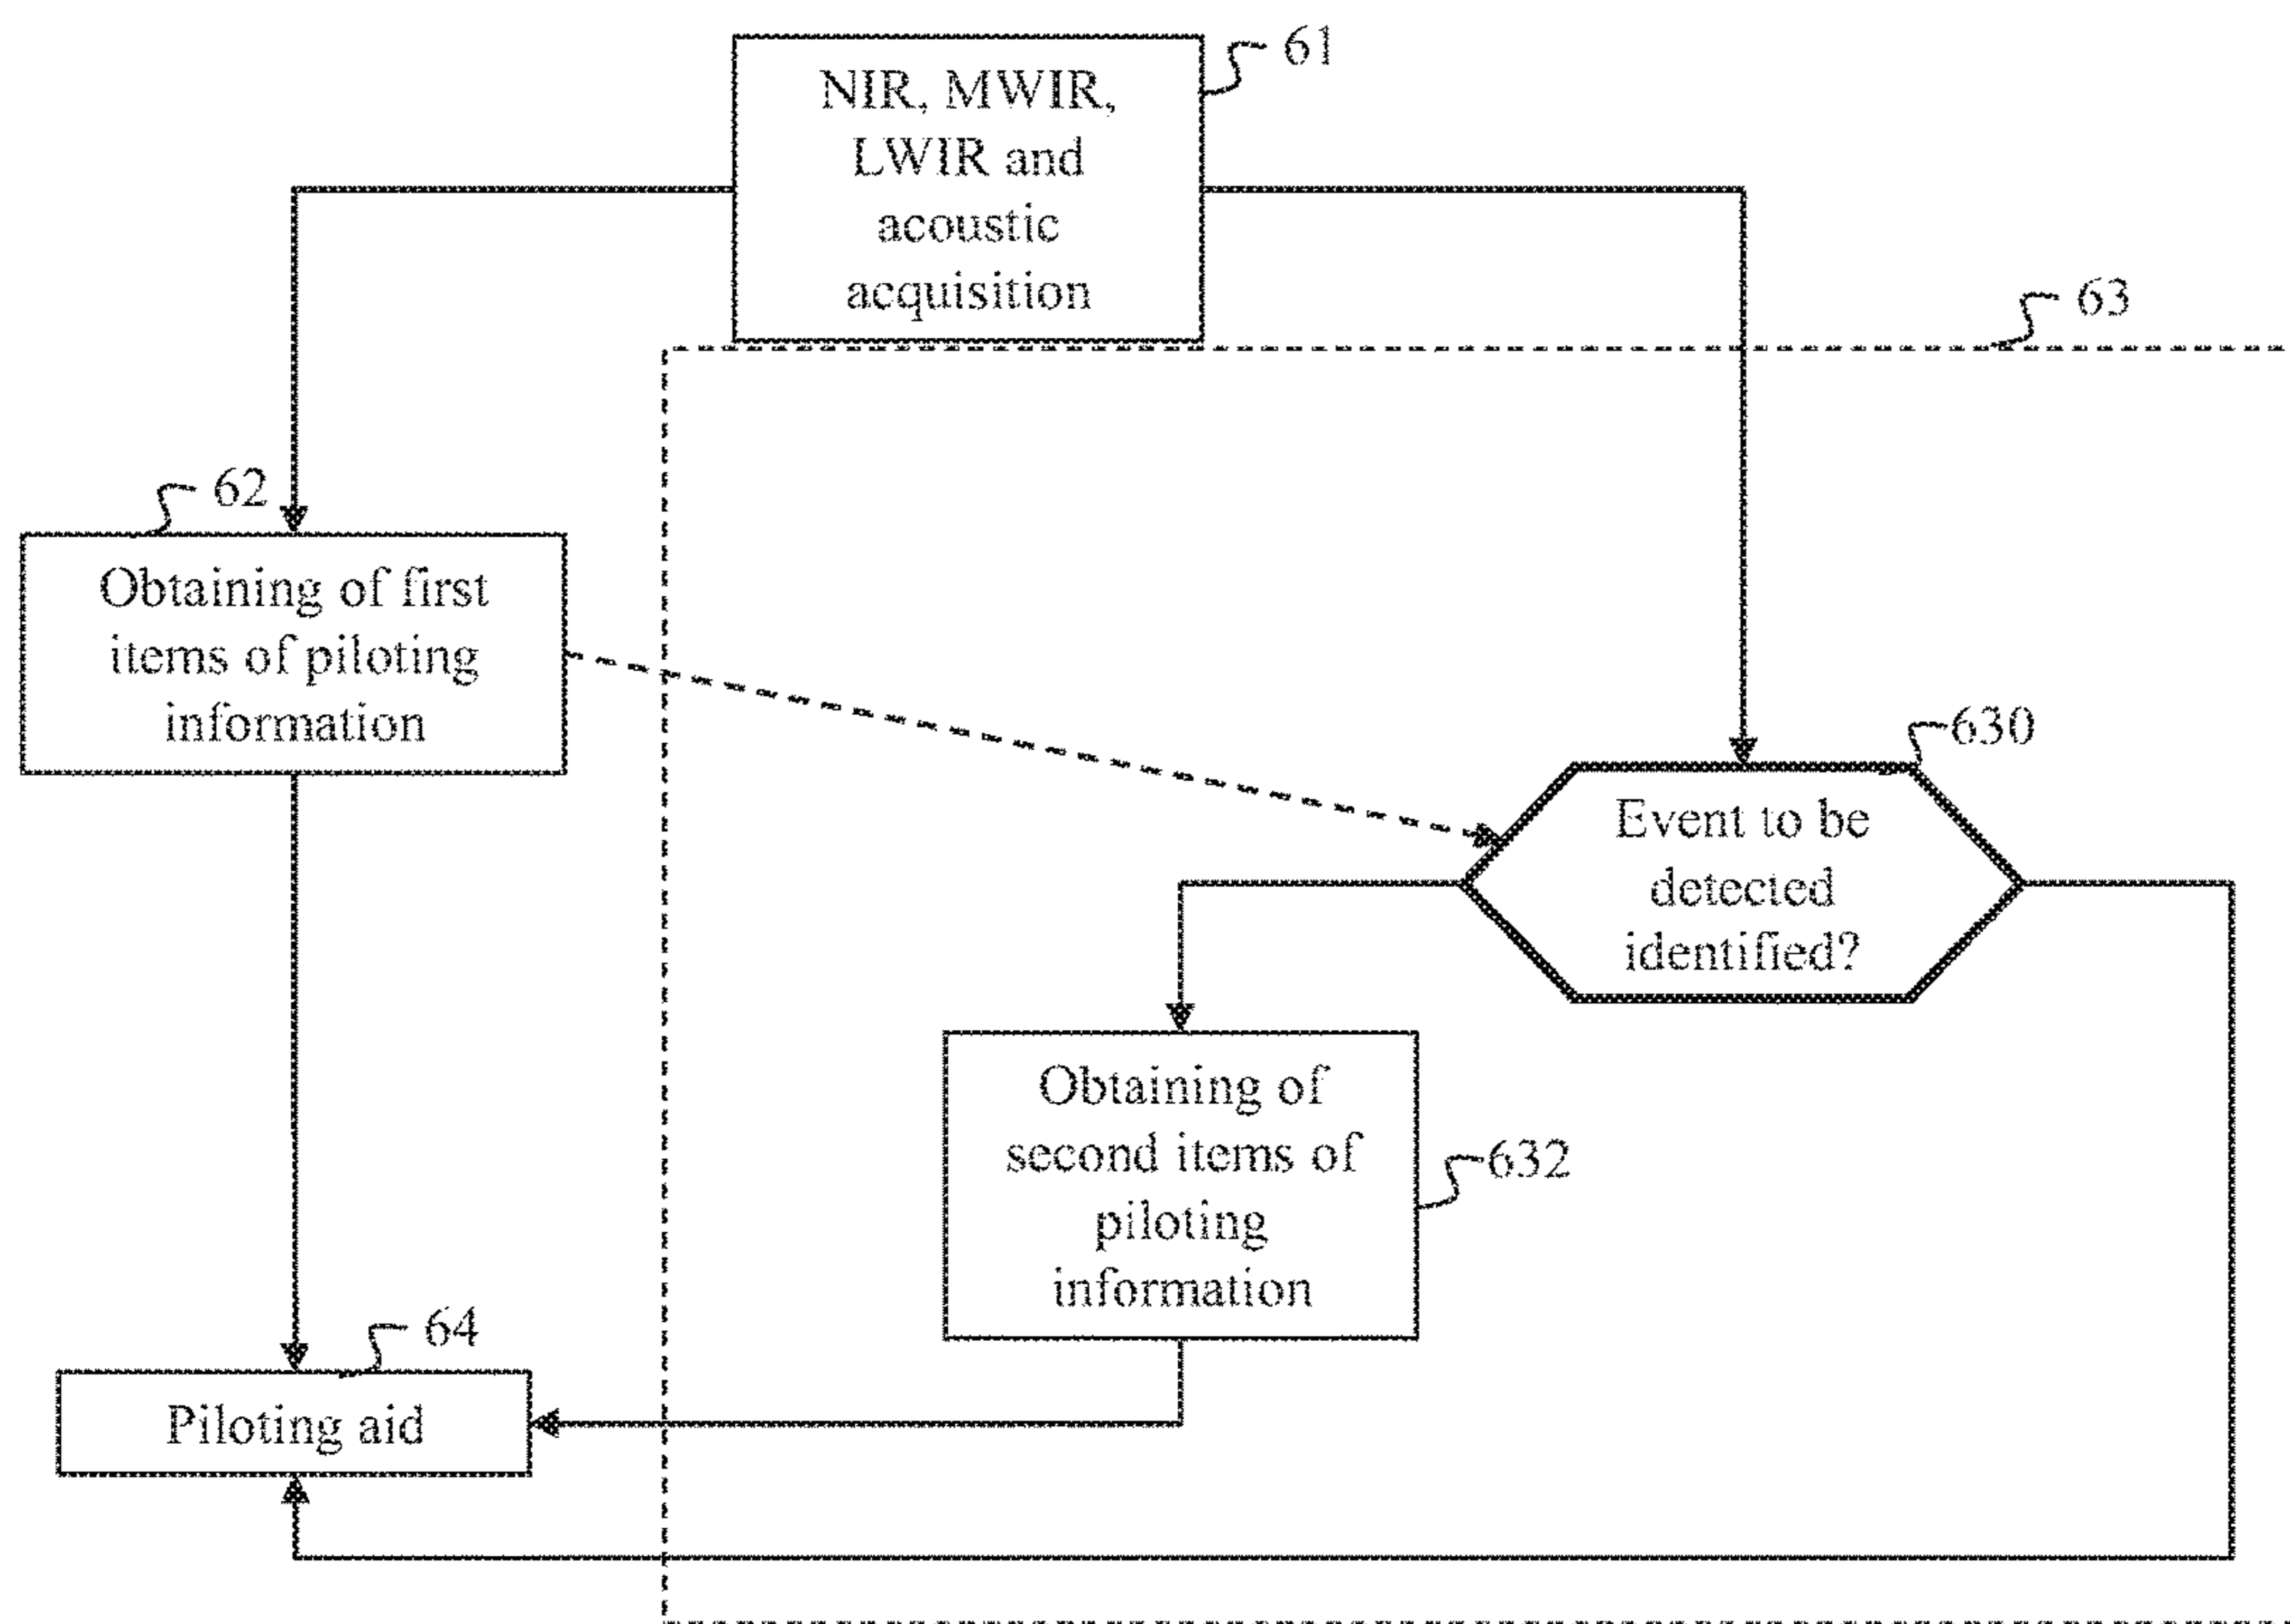 61
NIR, MWIR,
LWIR and
acoustic
acquisition
63
62
Obtaining of first
items of piloting
information
630
Event to be
detected
identified?
Obtaining of
second items of
piloting
information
632
64
Piloting aid